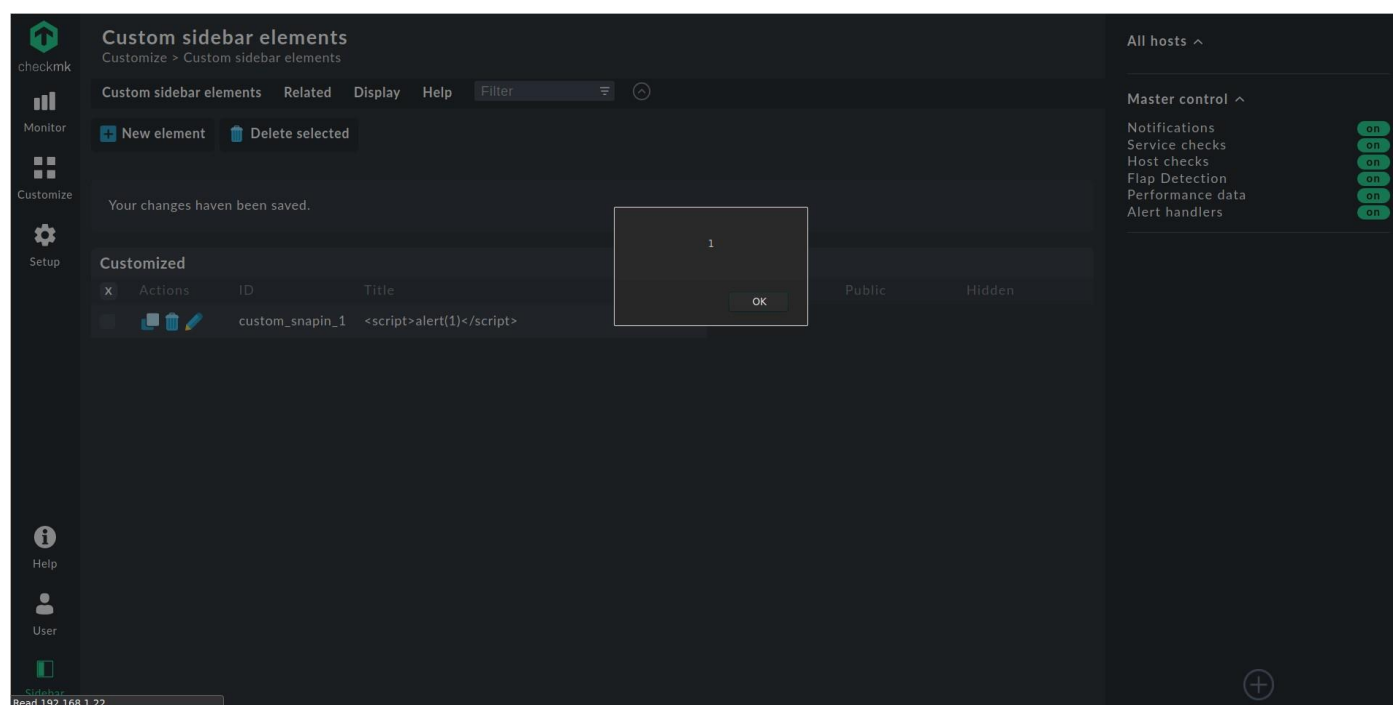 checkmk
Monitor
Customize
Setup
Help
User
Sidebar
Custom sidebar elements
Customize > Custom sidebar elements
Custom sidebar elements Related Display Help Filter
New element Delete selected
Your changes haven been saved.
Customized
X Actions ID Title Public Hidden
custom_snapin_1 <script>alert(1)</script>
1
OK
All hosts
Master control
Notifications on
Service checks on
Host checks on
Flap Detection on
Performance data on
Alert handlers on
Read 192.168.1.22